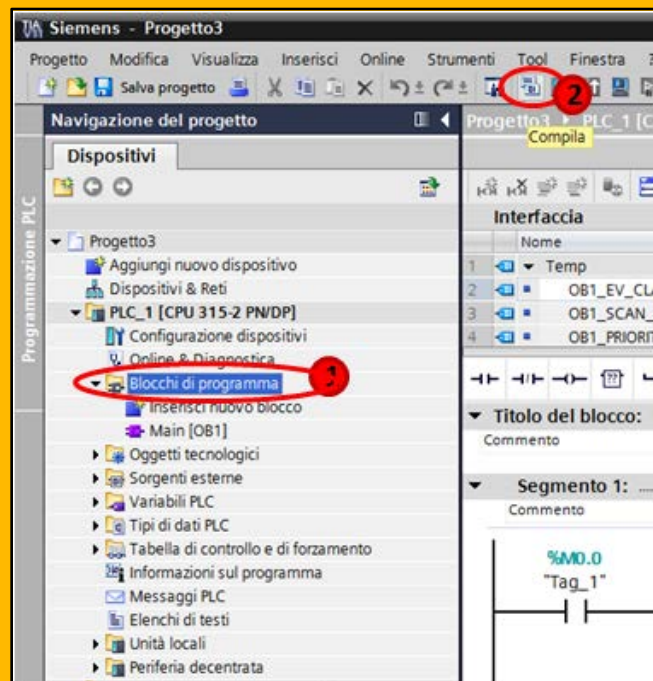 Siemens - Progetto3
Progetto Modifica Visualizza Inserisci Online Strumenti Tool Finestra ?
Salva progetto
2
Navigazione del progetto
Progetto3 PLC_1 [C
Compila
Dispositivi
Programmazione PLC
Interfaccia
Nome
Progetto3
1 Temp
Aggiungi nuovo dispositivo
2 OB1_EV_CLA
Dispositivi & Reti
3 OB1_SCAN_
PLC_1 [CPU 315-2 PN/DP]
4 OB1_PRIORIT
Configurazione dispositivi
Online & Diagnostica
Blocchi di programma
1
Inserisci nuovo blocco
Main [OB1]
Oggetti tecnologici
Sorgenti esterne
Variabili PLC
Tipi di dati PLC
Tabella di controllo e di forzamento
Informazioni sul programma
Messaggi PLC
Elenchi di testi
Unità locali
Periferia decentrata
??
Titolo del blocco:
Commento
Segmento 1: ....
Commento
%M0.0
"Tag_1"